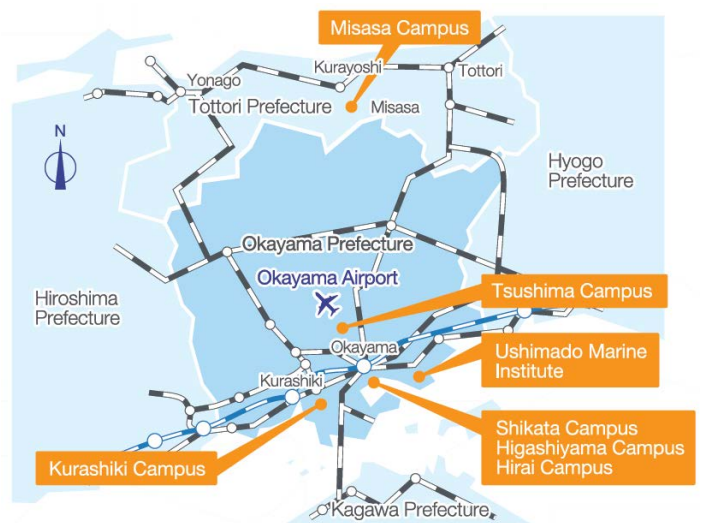 Misasa Campus
Kurayoshi
Tottori
Yonago
Tottori Prefecture
Misasa
N
Hyogo
Prefecture
Okayama Prefecture
Okayama Airport
Tsushima Campus
Hiroshima
Prefecture
Okayama
Ushimado Marine
Institute
Kurashiki
Shikata Campus
Higashiyama Campus
Hirai Campus
Kurashiki Campus
Kagawa Prefecture